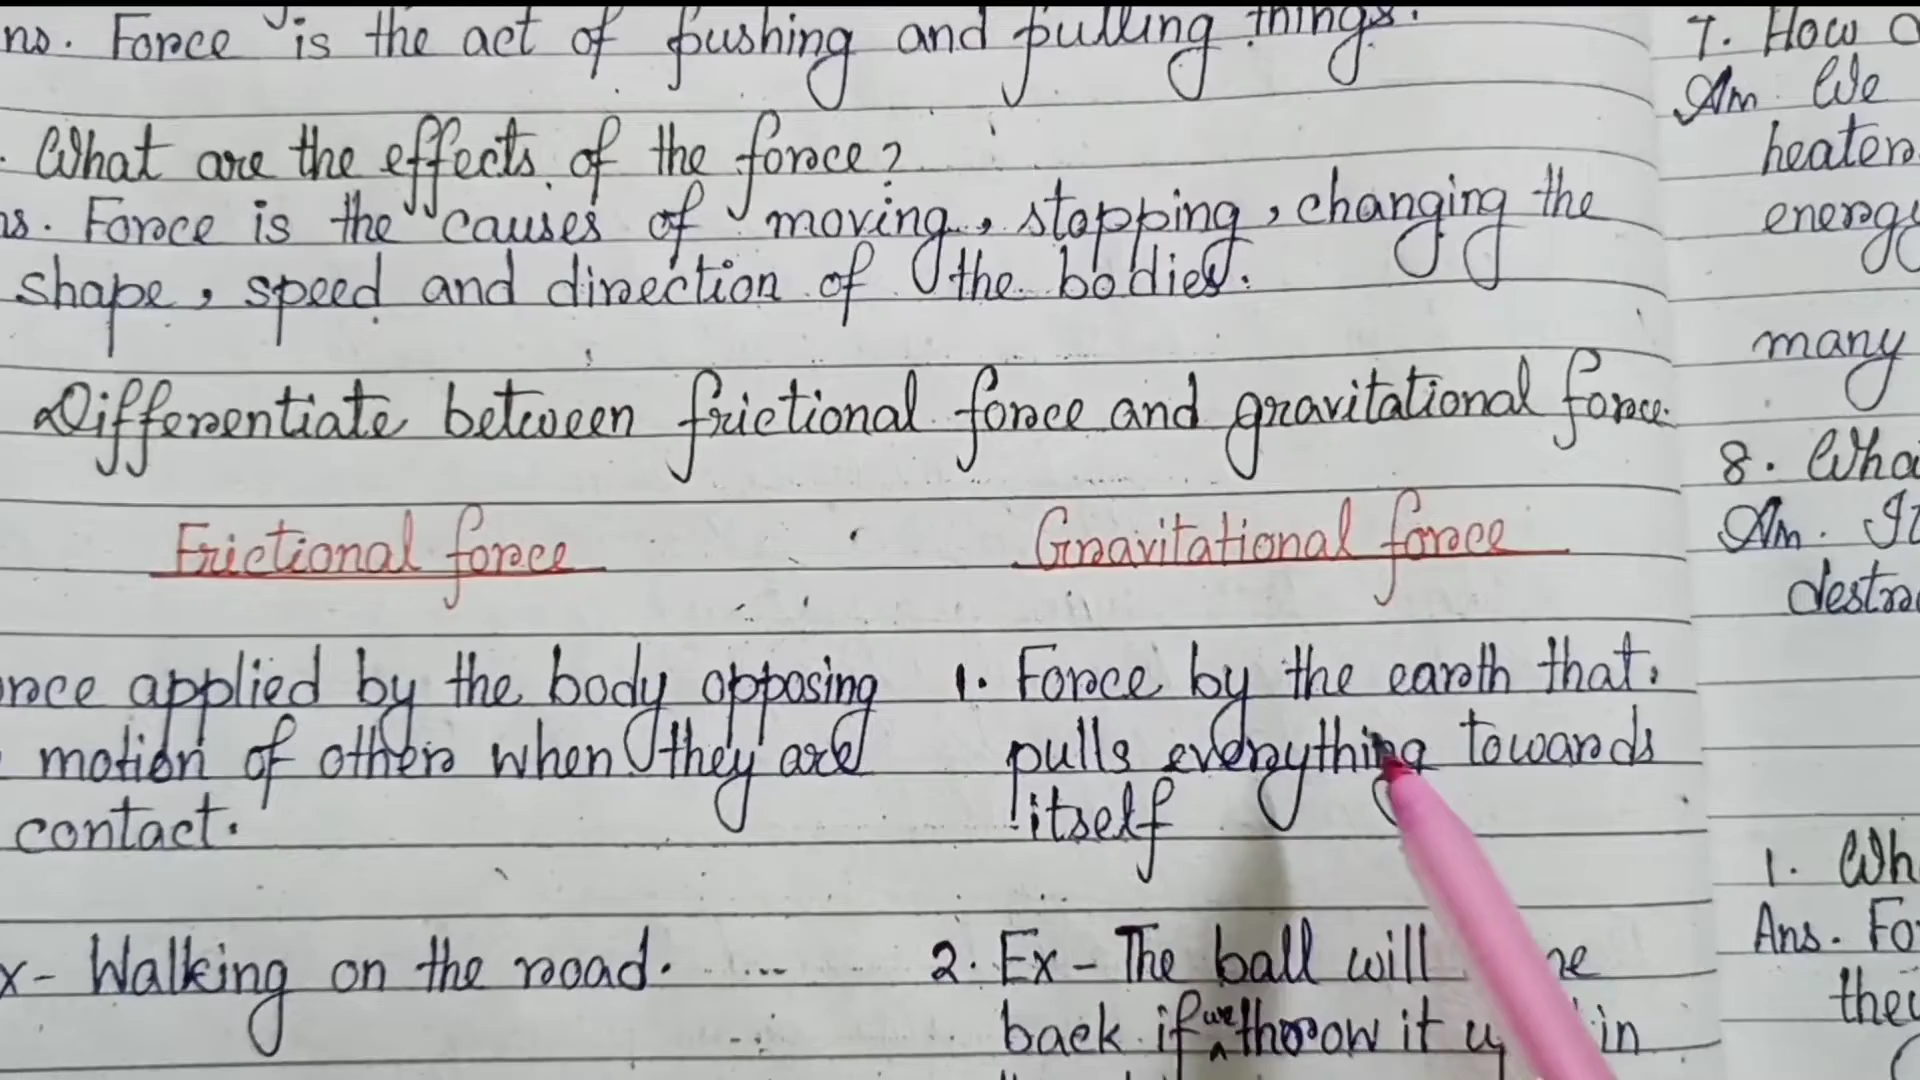 ns. Force is the act of pushing and pulling things.
. What are the effects of the force?
ns. Force is the causes of moving, stopping, changing the
shape, speed and direction of the bodies.
Differentiate between frictional force and gravitational force.
Frictional force
orce applied by the body opposing
motion of others when they are
contact.
x- Walking on the road.
Gravitational force
1. Force by the earth that
pulls everything towards
itself
2. Ex- The ball will
back if we throw it in
7. How
Ans We
heater
energy
many
8. Wha
Ans. It
destro
1. Wh
Ans. Fo
they